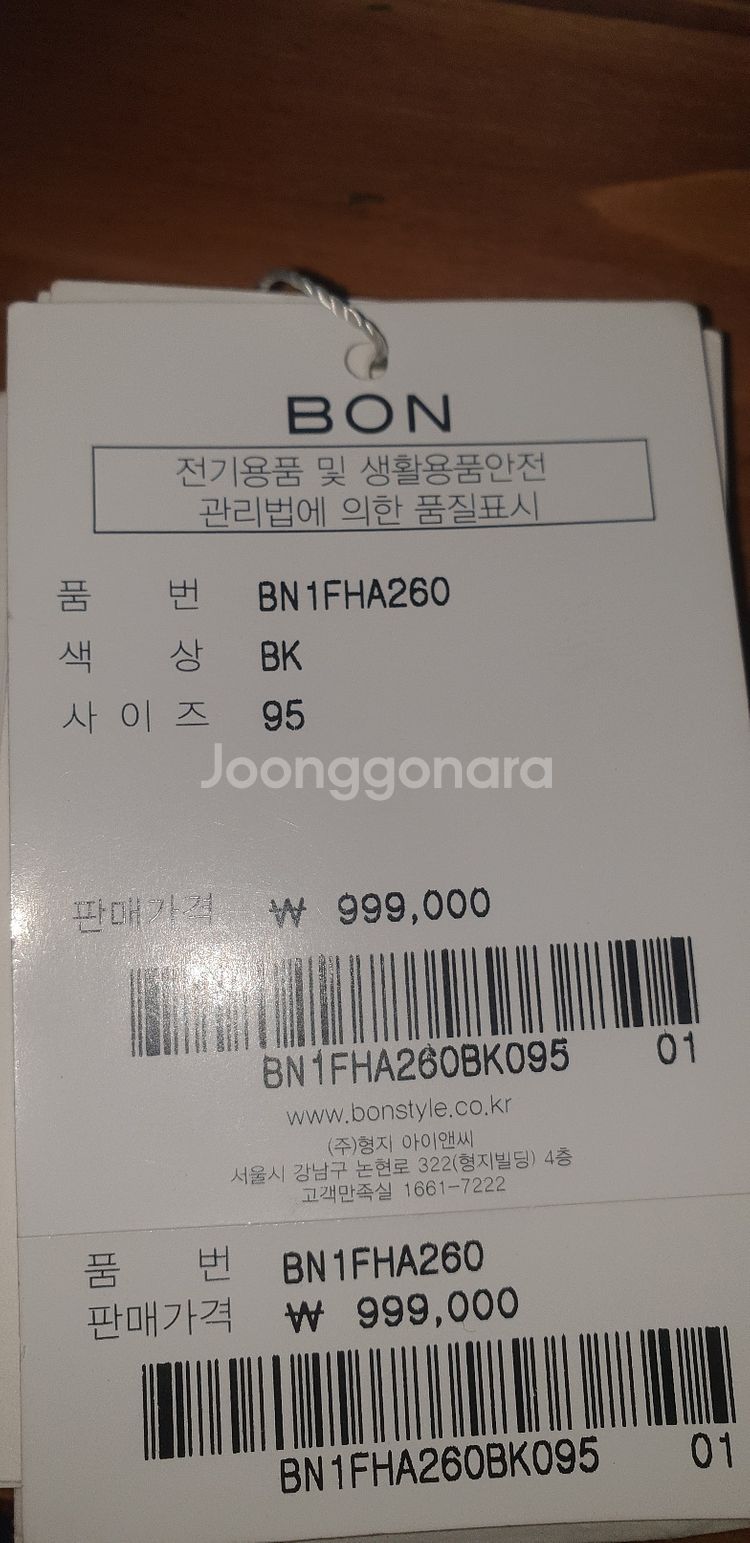 BON
전기용품 및 생활용품안전
관리법에 의한 품질표시
품 번 BN1FHA260
색 상 BK
사 이 즈 95
Joonggonara
판매가격 ₩ 999,000
BN1FHA260BK095 01
www.bonstyle.co.kr
(주)형지 아이앤씨
서울시 강남구 논현로 322(형지빌딩) 4층
고객만족실 1661-7222
품 번 BN1FHA260
판매가격 ₩ 999,000
BN1FHA260BK095 01